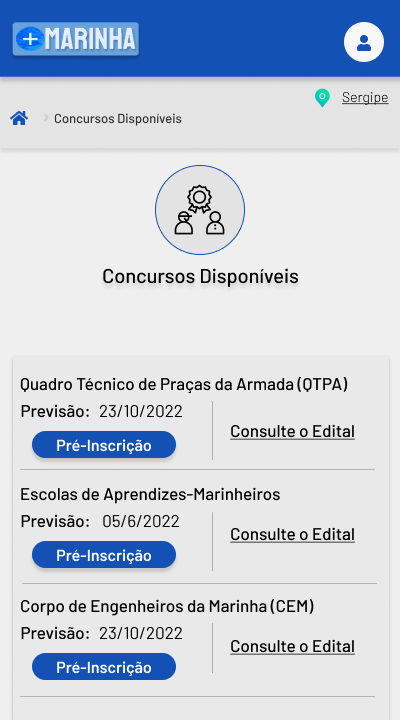 +MARINHA
Sergipe
Concursos Disponíveis
Concursos Disponíveis
Quadro Técnico de Praças da Armada (QTPA)
Previsão: 23/10/2022
Consulte o Edital
Pré-Inscrição
Escolas de Aprendizes-Marinheiros
Previsão: 05/6/2022
Consulte o Edital
Pré-Inscrição
Corpo de Engenheiros da Marinha (CEM)
Previsão: 23/10/2022
Consulte o Edital
Pré-Inscrição